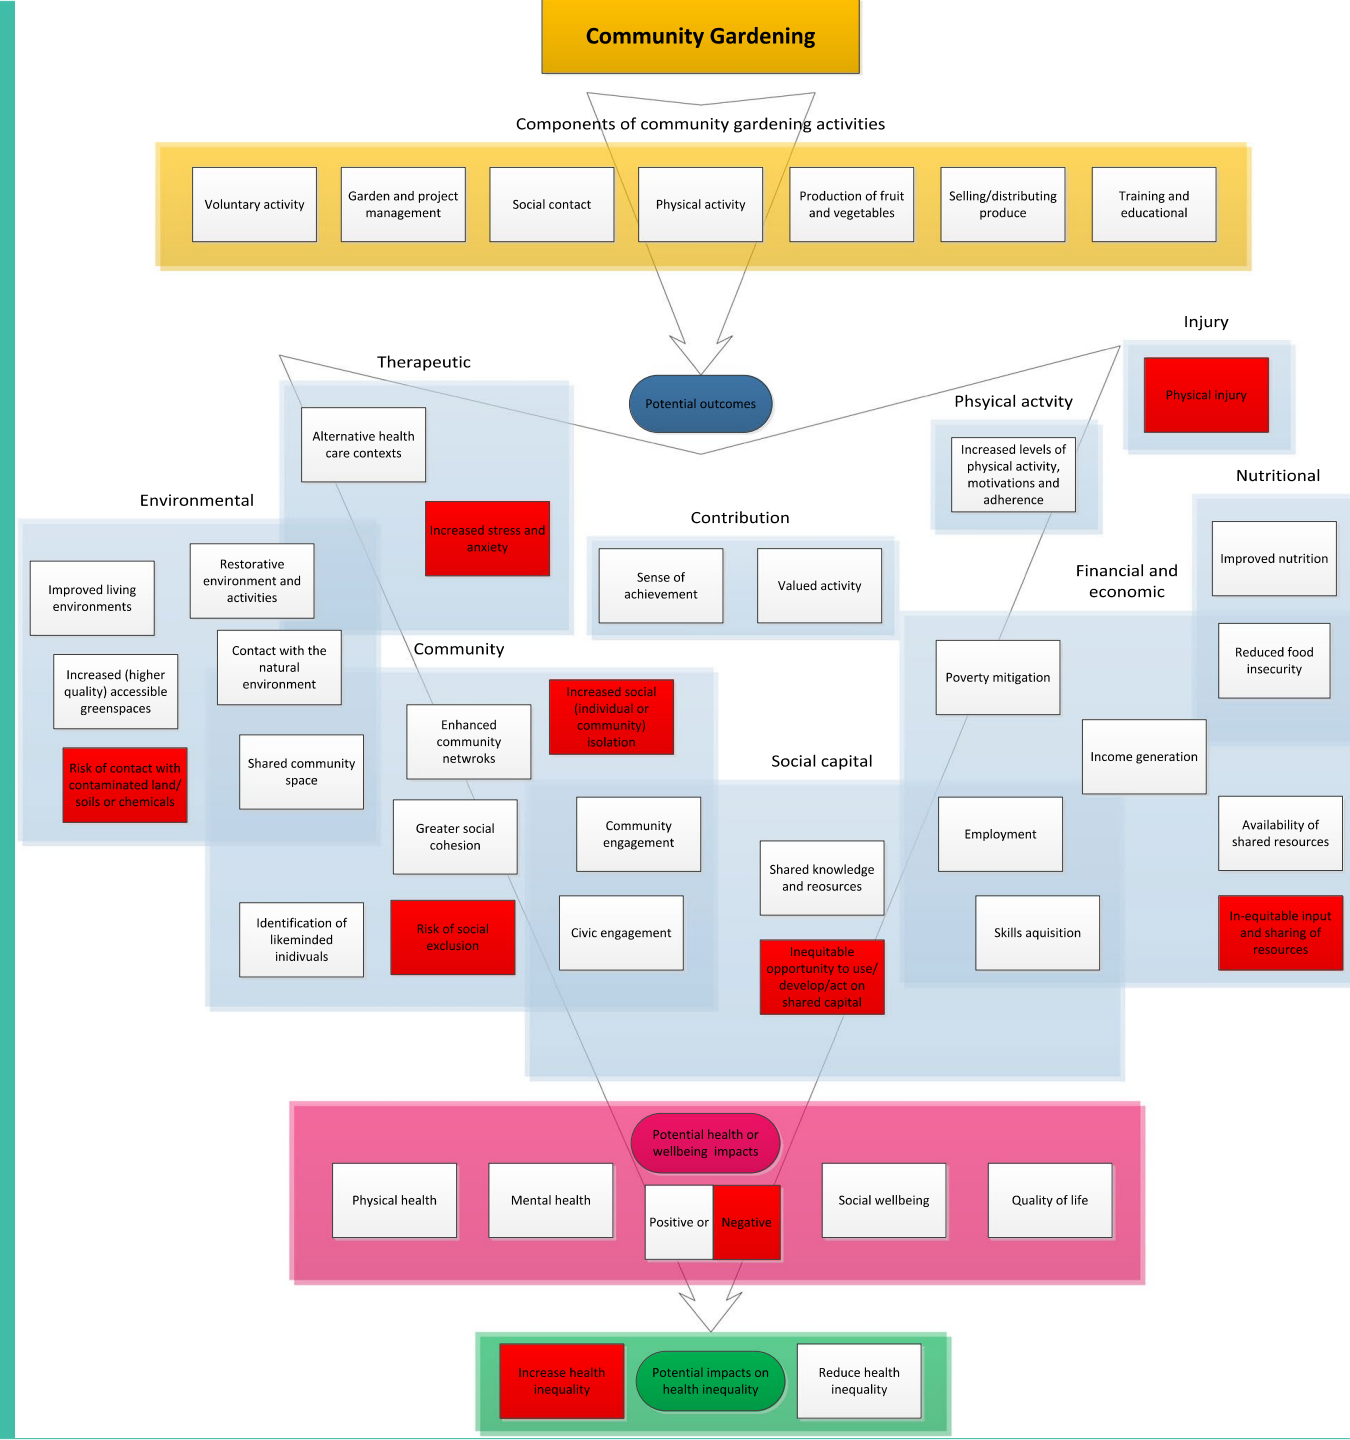 Community Gardening
Components of community gardening activities
Voluntary activity
Garden and project
management
Social contact
Physical activity
Production of fruit
and vegetables
Selling/distributing
produce
Training and
educational
Injury
Physical injury
Therapeutic
Potential outcomes
Alternative health
care contexts
Increased stress and
anxiety
Phsyical actvity
Increased levels of
physical activity,
motivations and
adherence
Nutritional
Improved nutrition
Reduced food
insecurity
Environmental
Improved living
environments
Restorative
environment and
activities
Increased (higher
quality) accessible
greenspaces
Contact with the
natural
environment
Risk of contact with
contaminated land/
soils or chemicals
Shared community
space
Contribution
Sense of
achievement
Valued activity
Financial and
economic
Poverty mitigation
Income generation
Employment
Availability of
shared resources
Skills aquisition
In-equitable input
and sharing of
resources
Community
Enhanced
community
netwroks
Increased social
(individual or
community)
isolation
Greater social
cohesion
Community
engagement
Identification of
likeminded
inidivuals
Risk of social
exclusion
Civic engagement
Social capital
Shared knowledge
and reosurces
Inequitable
opportunity to use/
develop/act on
shared capital
Potential health or
wellbeing impacts
Physical health
Mental health
Positive or
Negative
Social wellbeing
Quality of life
Increase health
inequality
Potential impacts on
health inequality
Reduce health
inequality